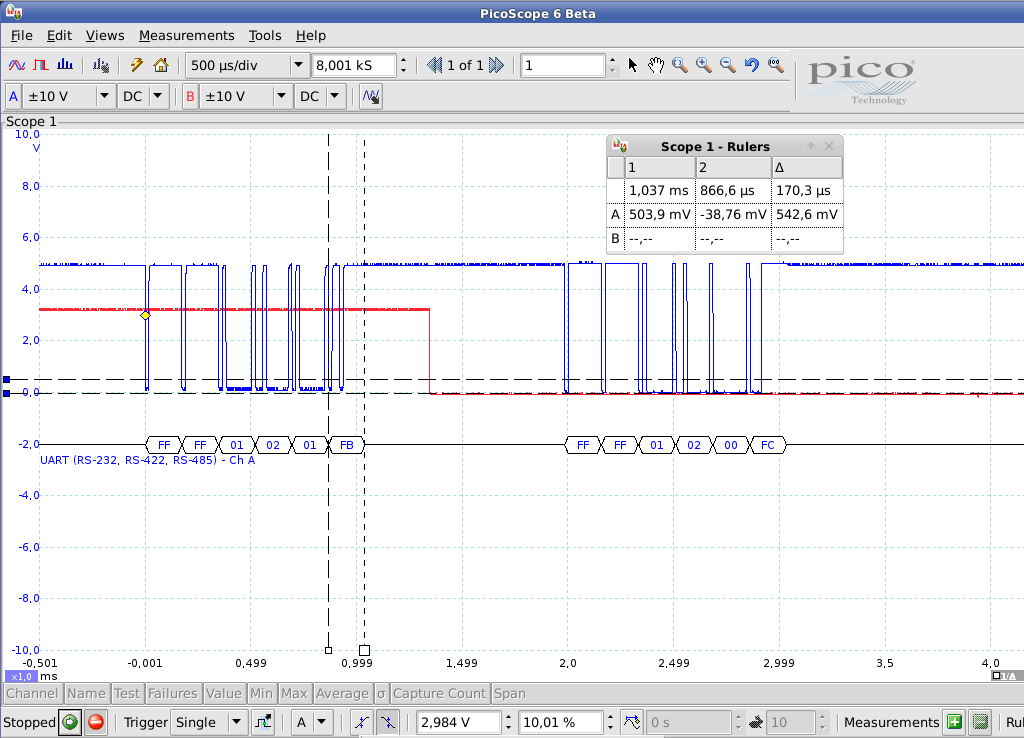 PicoScope 6 Beta
File Edit Views Measurements Tools Help
500 µs/div 8,001 kS 1 of 1 1
A ±10 V DC B ±10 V DC
pico
Technology
Scope 1
10,0
V
8,0
6,0
4,0
2,0
0,0
-2,0
-4,0
-6,0
-8,0
-10,0
Scope 1 - Rulers
1 2 Δ
1,037 ms 866,6 µs 170,3 µs
A 503,9 mV -38,76 mV 542,6 mV
B --,-- --,-- --,--
FF FF 01 02 01 FB FF FF 01 02 00 FC
UART (RS-232, RS-422, RS-485) - Ch A
-0,501 -0,001 0,499 0,999 1,499 2,0 2,499 2,999 3,5 4,0
x1,0 ms 1/Δ
Channel Name Test Failures Value Min Max Average σ Capture Count Span
Stopped Trigger Single A 2,984 V 10,01 % 0 s 10 Measurements Rul